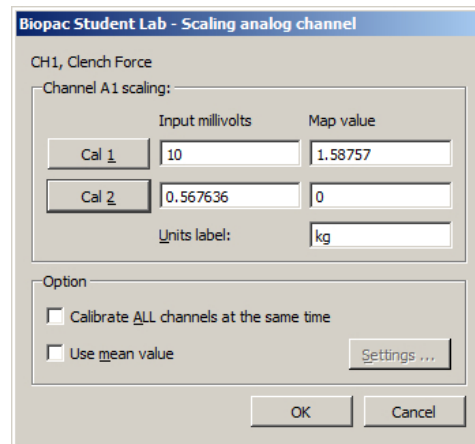 Biopac Student Lab - Scaling analog channel
CH1, Clench Force
Channel A1 scaling:
Input millivolts Map value
Cal 1 10 1.58757
Cal 2 0.567636 0
Units label: kg
Option
Calibrate ALL channels at the same time
Use mean value Settings ...
OK Cancel